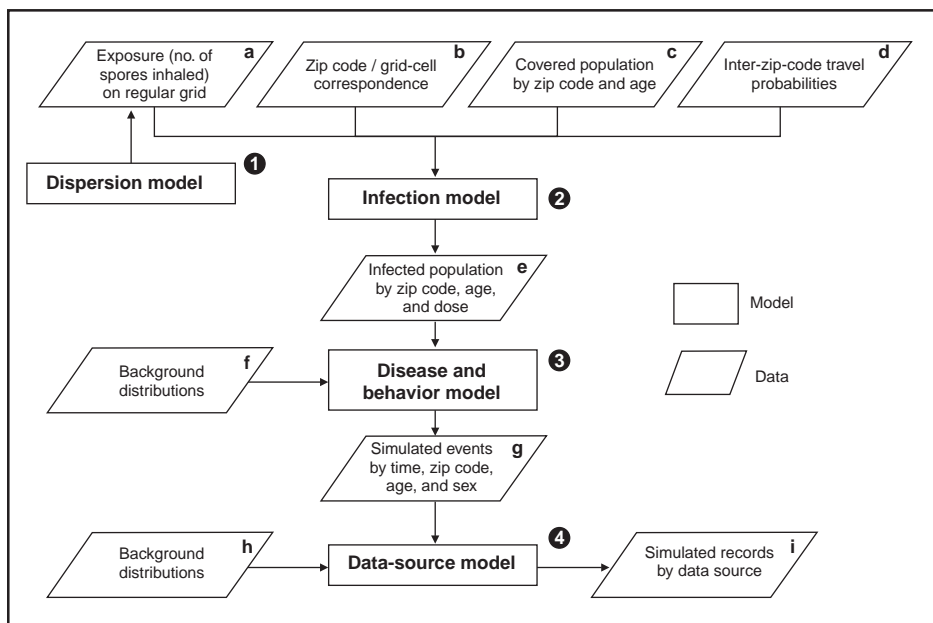 a
Exposure (no. of
spores inhaled)
on regular grid
b
Zip code / grid-cell
correspondence
c
Covered population
by zip code and age
d
Inter-zip-code travel
probabilities
1
Dispersion model
Infection model
2
e
Infected population
by zip code, age,
and dose
Model
Data
f
Background
distributions
3
Disease and
behavior model
g
Simulated events
by time, zip code,
age, and sex
h
Background
distributions
4
Data-source model
i
Simulated records
by data source